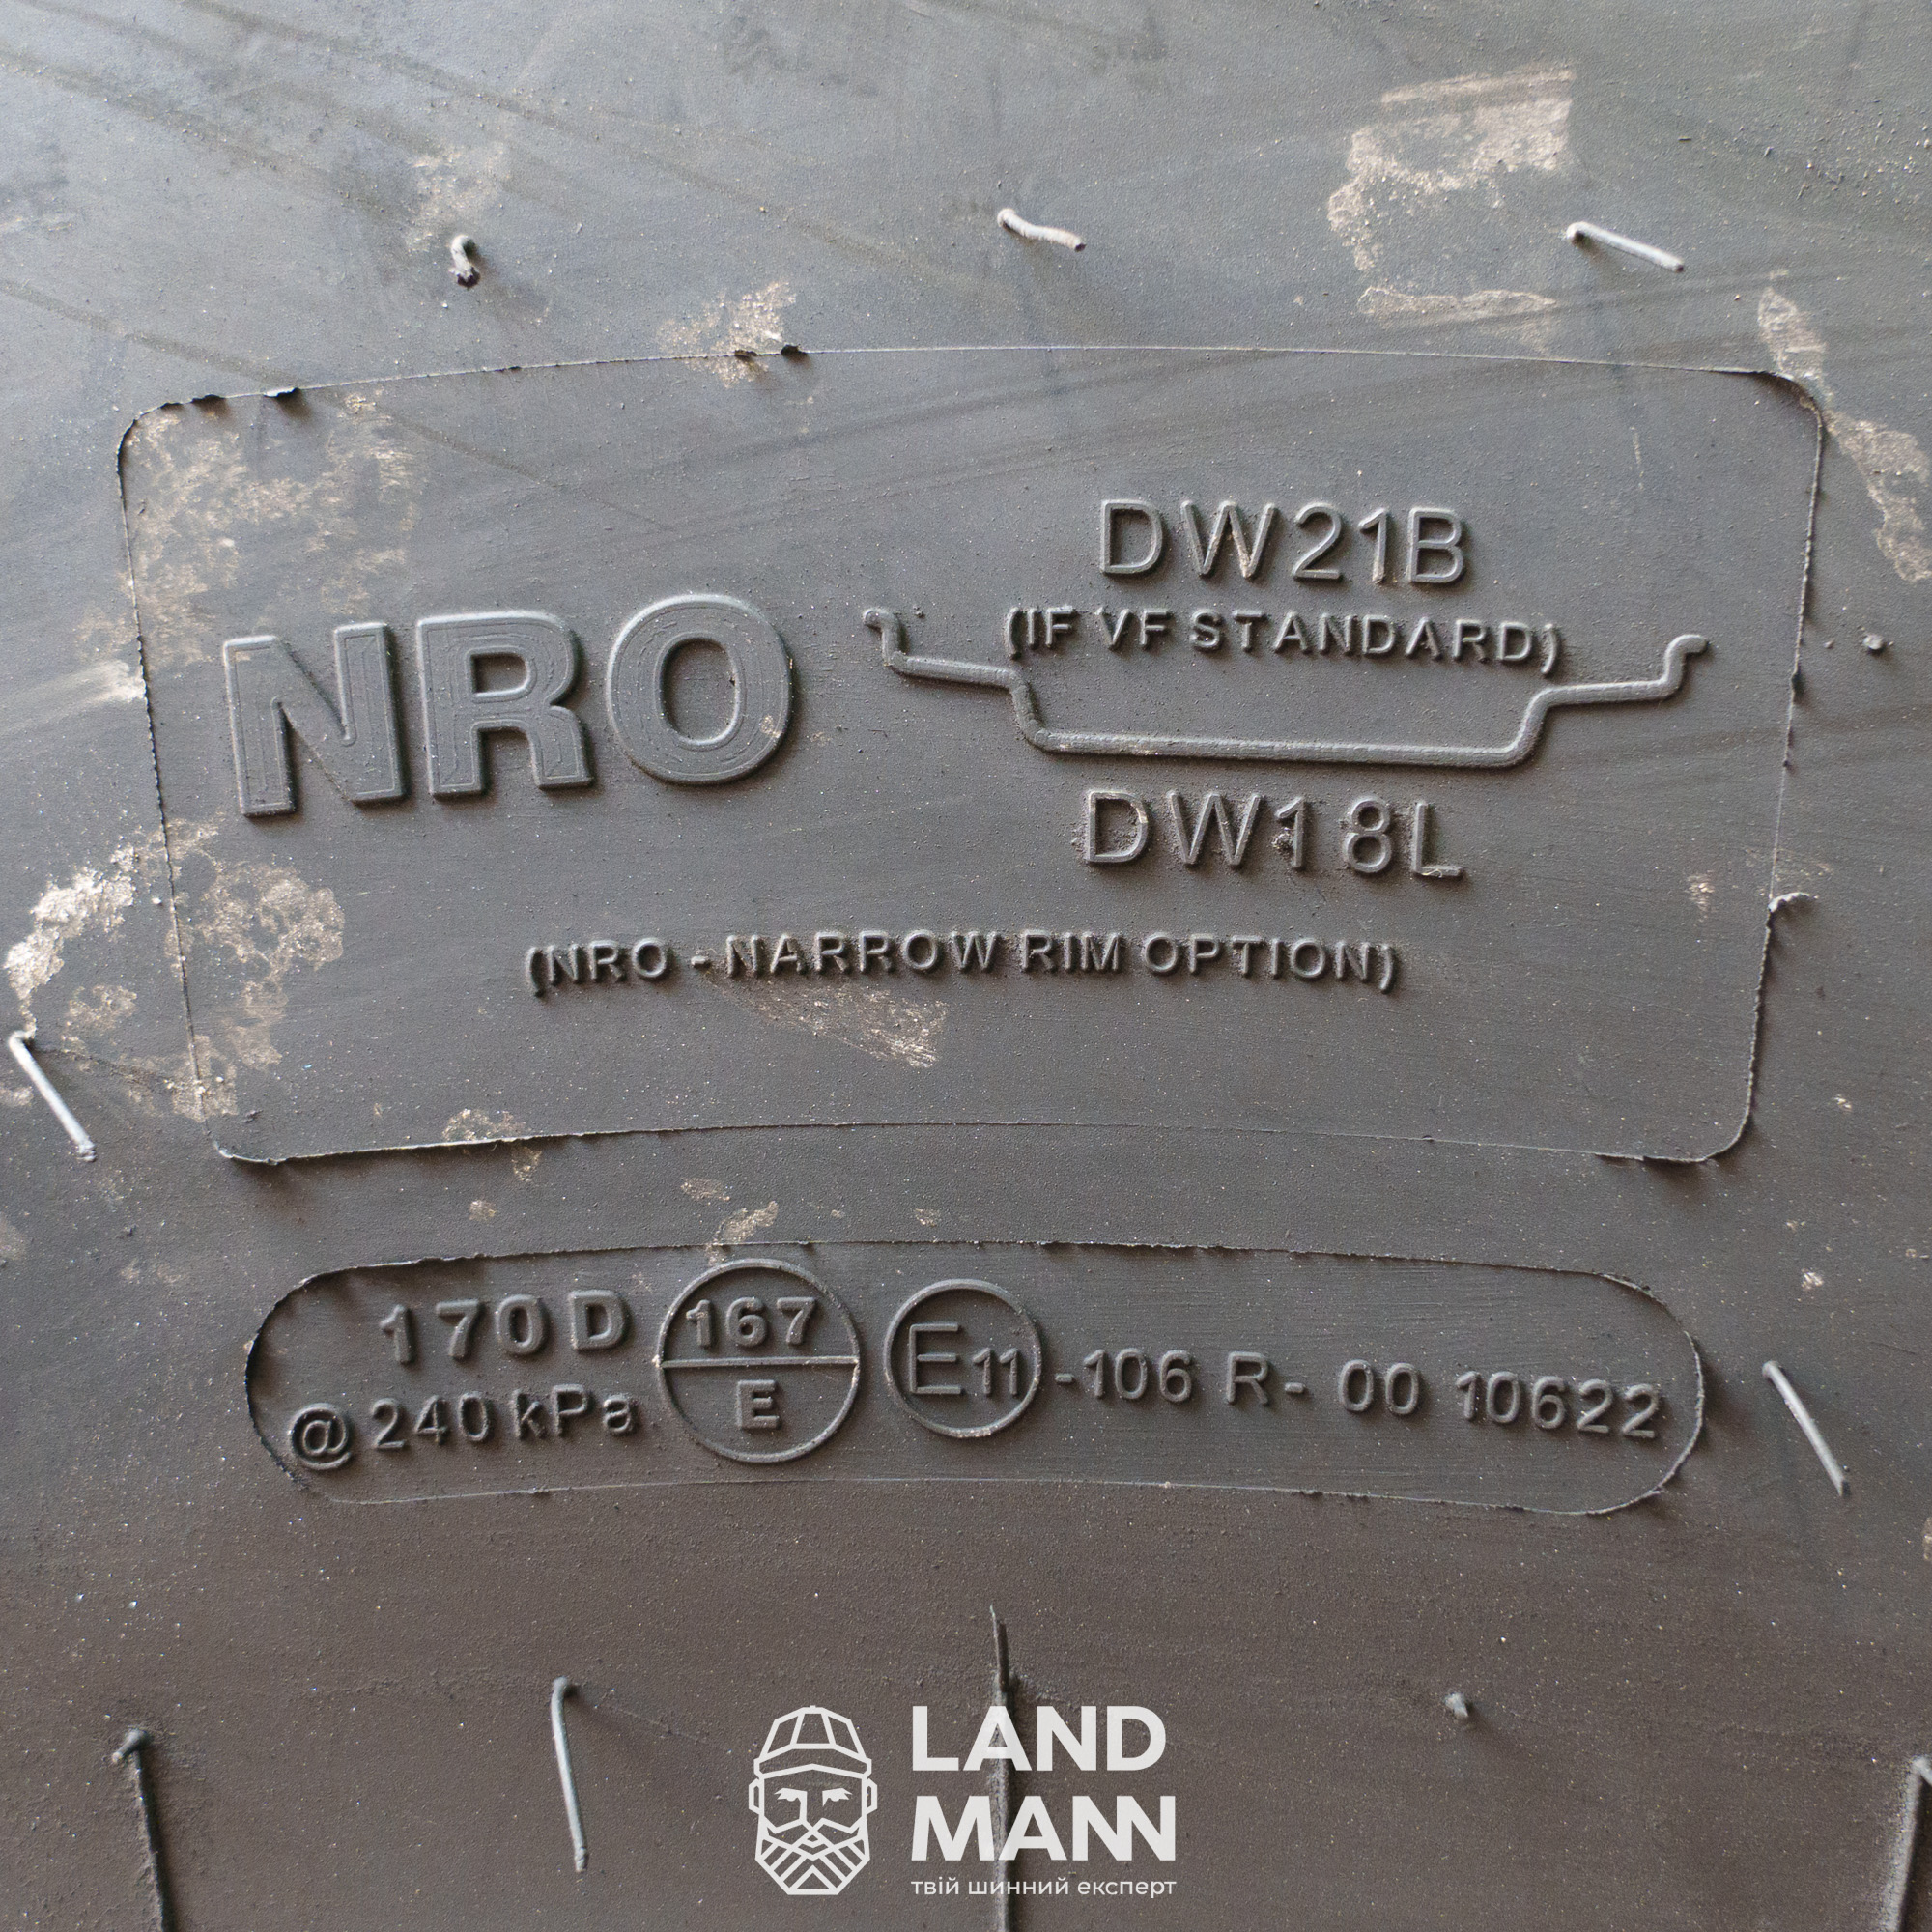 DW21B
(IF VF STANDARD)
NRO
DW18L
(NRO - NARROW RIM OPTION)
170 D
@ 240 kPa
167
E
E11 -106 R- 00 10622
LAND
MANN
твій шинний експерт